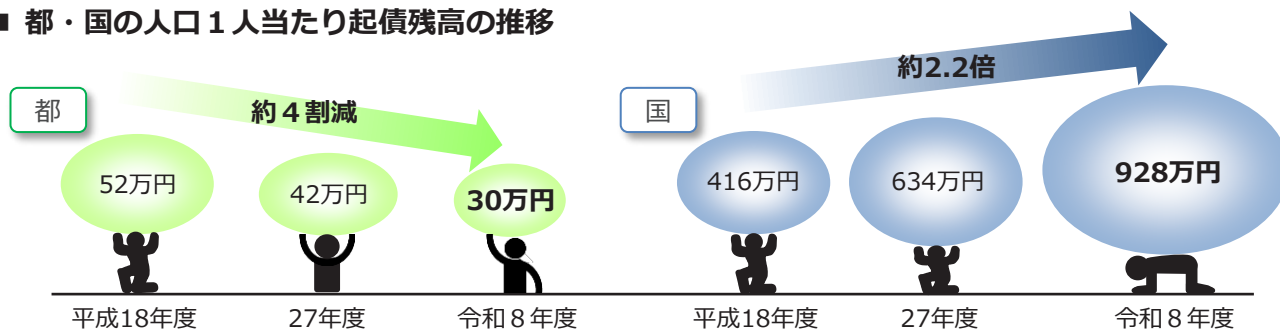 ■ 都・国の人口１人当たり起債残高の推移
都
約４割減
52万円
42万円
30万円
平成18年度
27年度
令和８年度
国
約2.2倍
416万円
634万円
928万円
平成18年度
27年度
令和８年度